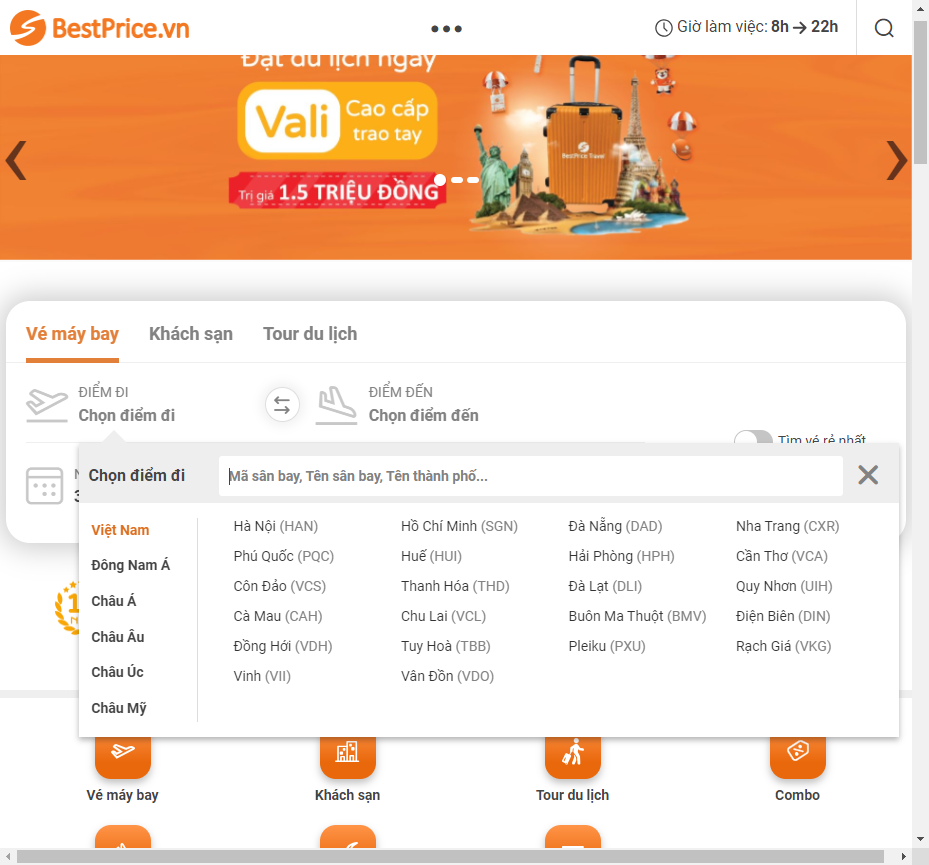 BestPrice.vn
Giờ làm việc: 8h → 22h
Đặt du lịch ngay
Vali Cao cấp trao tay
Trị giá 1.5 TRIỆU ĐỒNG
BestPrice Travel
Vé máy bay Khách sạn Tour du lịch
ĐIỂM ĐI
Chọn điểm đi
ĐIỂM ĐẾN
Chọn điểm đến
Tìm vé rẻ nhất
Chọn điểm đi
Mã sân bay, Tên sân bay, Tên thành phố...
Việt Nam
Đông Nam Á
Châu Á
Châu Âu
Châu Úc
Châu Mỹ
Hà Nội (HAN) Hồ Chí Minh (SGN) Đà Nẵng (DAD) Nha Trang (CXR)
Phú Quốc (PQC) Huế (HUI) Hải Phòng (HPH) Cần Thơ (VCA)
Côn Đảo (VCS) Thanh Hóa (THD) Đà Lạt (DLI) Quy Nhơn (UIH)
Cà Mau (CAH) Chu Lai (VCL) Buôn Ma Thuột (BMV) Điện Biên (DIN)
Đồng Hới (VDH) Tuy Hoà (TBB) Pleiku (PXU) Rạch Giá (VKG)
Vinh (VII) Vân Đồn (VDO)
Vé máy bay Khách sạn Tour du lịch Combo